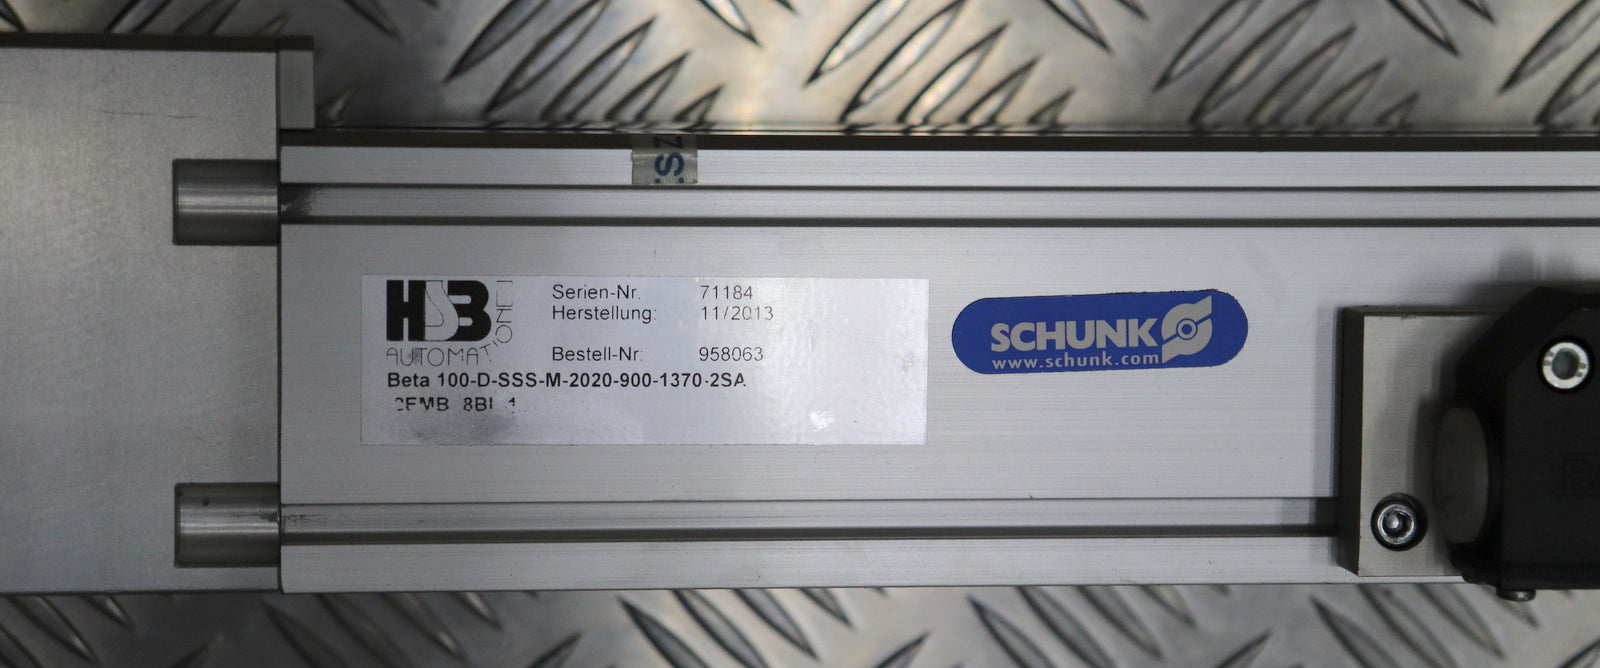 HSB
AUTOMATION
Serien-Nr. 71184
Herstellung: 11/2013
Bestell-Nr: 958063
Beta 100-D-SSS-M-2020-900-1370-2SA
SCHUNK
www.schunk.com